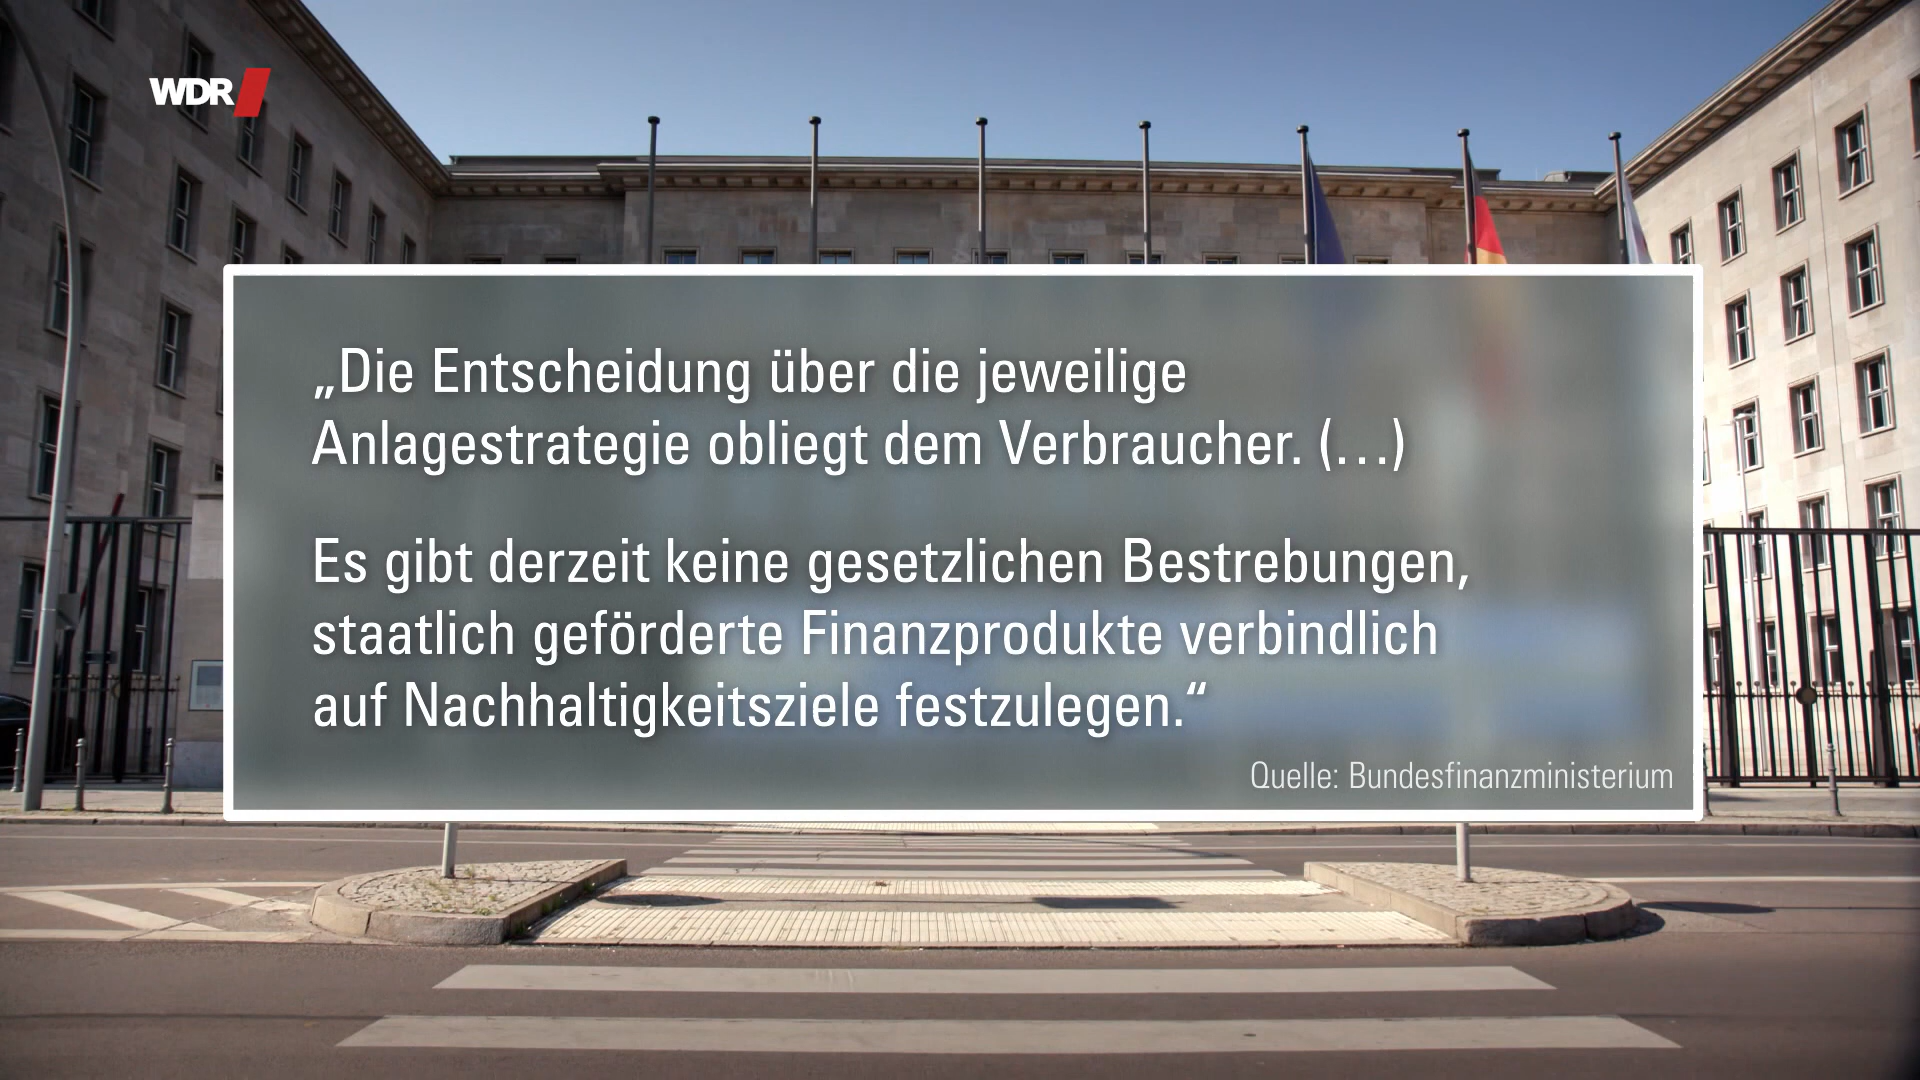 WDR
„Die Entscheidung über die jeweilige
Anlagestrategie obliegt dem Verbraucher. (…)
Es gibt derzeit keine gesetzlichen Bestrebungen,
staatlich geförderte Finanzprodukte verbindlich
auf Nachhaltigkeitsziele festzulegen.“
Quelle: Bundesfinanzministerium